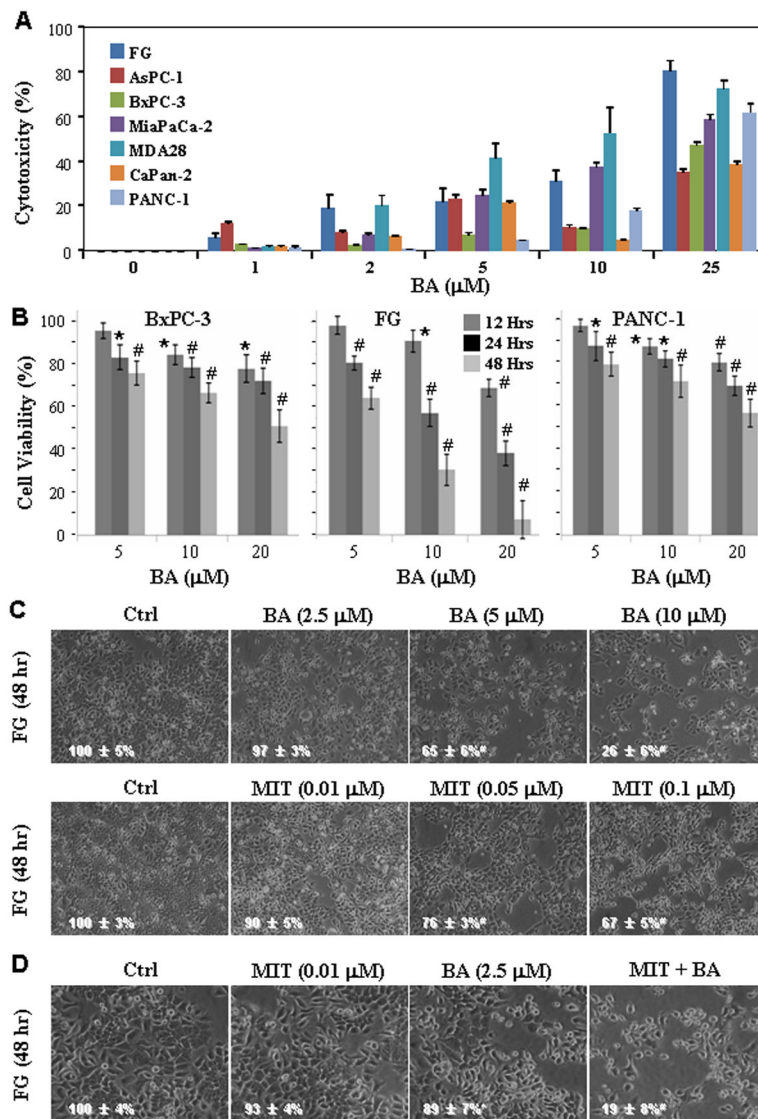 A
Cytotoxicity (%)
100
80
60
40
20
0
FG
AsPC-1
BxPC-3
MiaPaCa-2
MDA28
CaPan-2
PANC-1
0 1 2 5 10 25
BA (μM)
B
Cell Viability (%)
100
80
60
40
20
0
BxPC-3
* # * # * # #
5 10 20
BA (μM)
FG
12 Hrs
24 Hrs
48 Hrs
# # * # # # #
5 10 20
BA (μM)
PANC-1
* # * * # # # #
5 10 20
BA (μM)
C
Ctrl BA (2.5 μM) BA (5 μM) BA (10 μM)
FG (48 hr)
100 ± 5% 97 ± 3% 65 ± 6%# 26 ± 6%#
Ctrl MIT (0.01 μM) MIT (0.05 μM) MIT (0.1 μM)
FG (48 hr)
100 ± 3% 90 ± 5% 76 ± 3%# 67 ± 5%#
D
Ctrl MIT (0.01 μM) BA (2.5 μM) MIT + BA
FG (48 hr)
100 ± 4% 93 ± 4% 89 ± 7% 19 ± 8%#